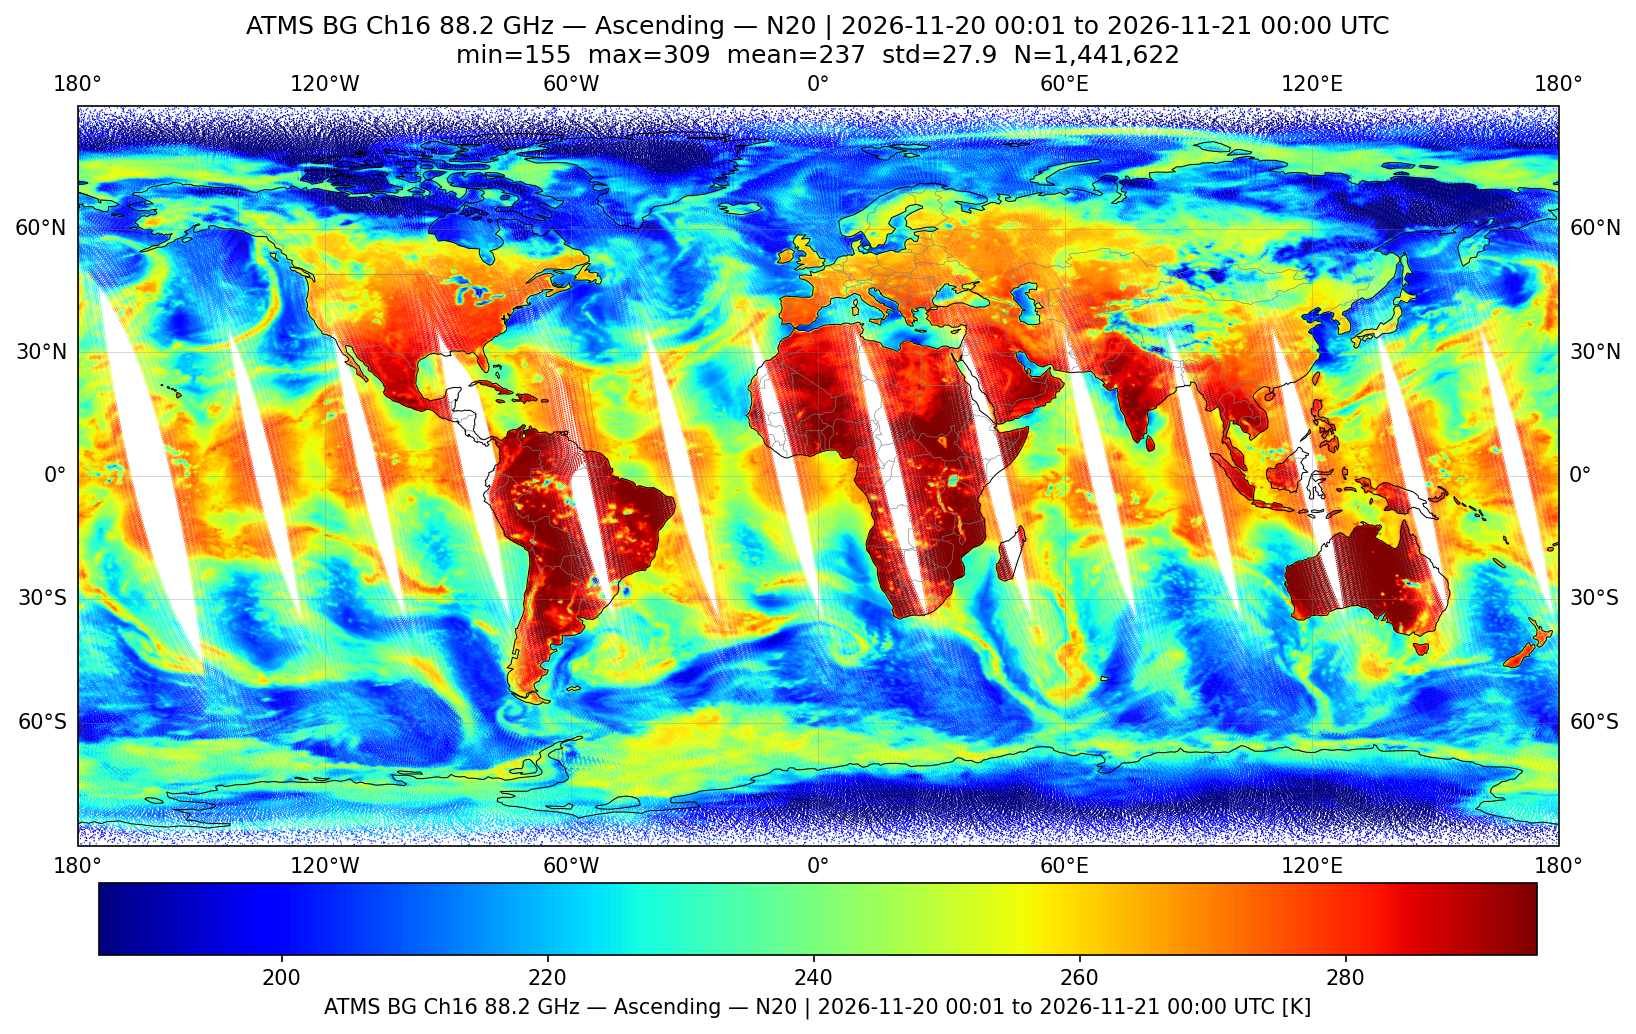 ATMS BG Ch16 88.2 GHz — Ascending — N20 | 2026-11-20 00:01 to 2026-11-21 00:00 UTC
min=155 max=309 mean=237 std=27.9 N=1,441,622
180° 120°W 60°W 0° 60°E 120°E 180°
60°N 60°N
30°N 30°N
0° 0°
30°S 30°S
60°S 60°S
180° 120°W 60°W 0° 60°E 120°E 180°
200 220 240 260 280
ATMS BG Ch16 88.2 GHz — Ascending — N20 | 2026-11-20 00:01 to 2026-11-21 00:00 UTC [K]